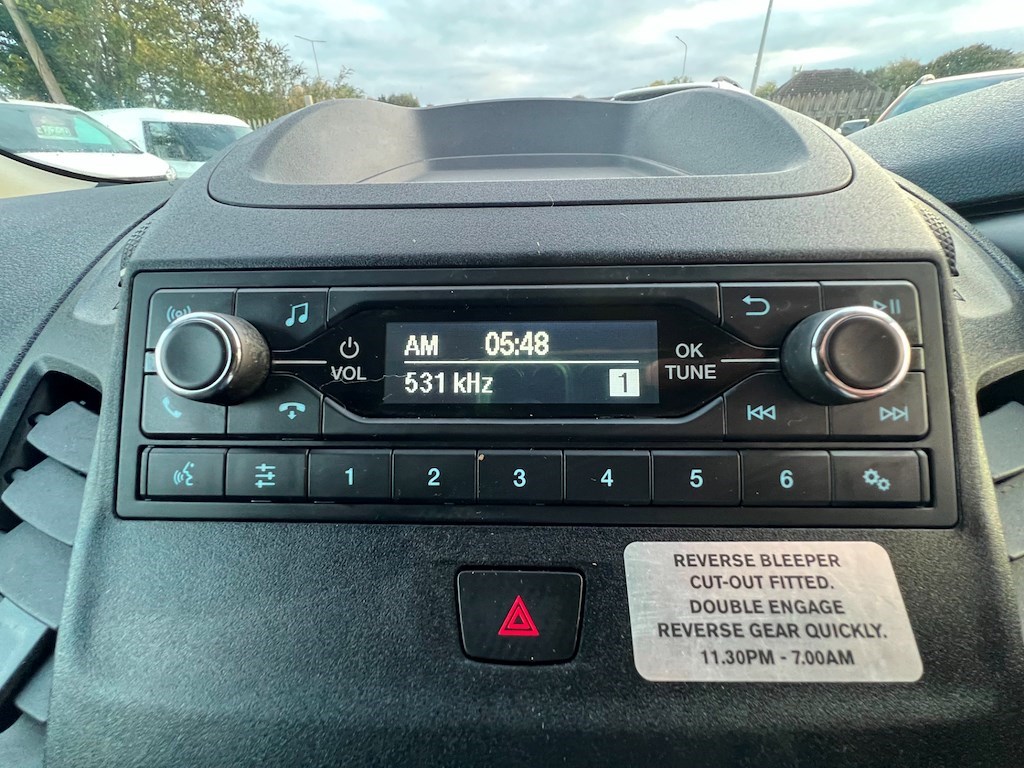 AM 05:48
531 kHz 1
VOL
OK
TUNE
1 2 3 4 5 6
REVERSE BLEEPER
CUT-OUT FITTED.
DOUBLE ENGAGE
REVERSE GEAR QUICKLY.
11.30PM - 7.00AM